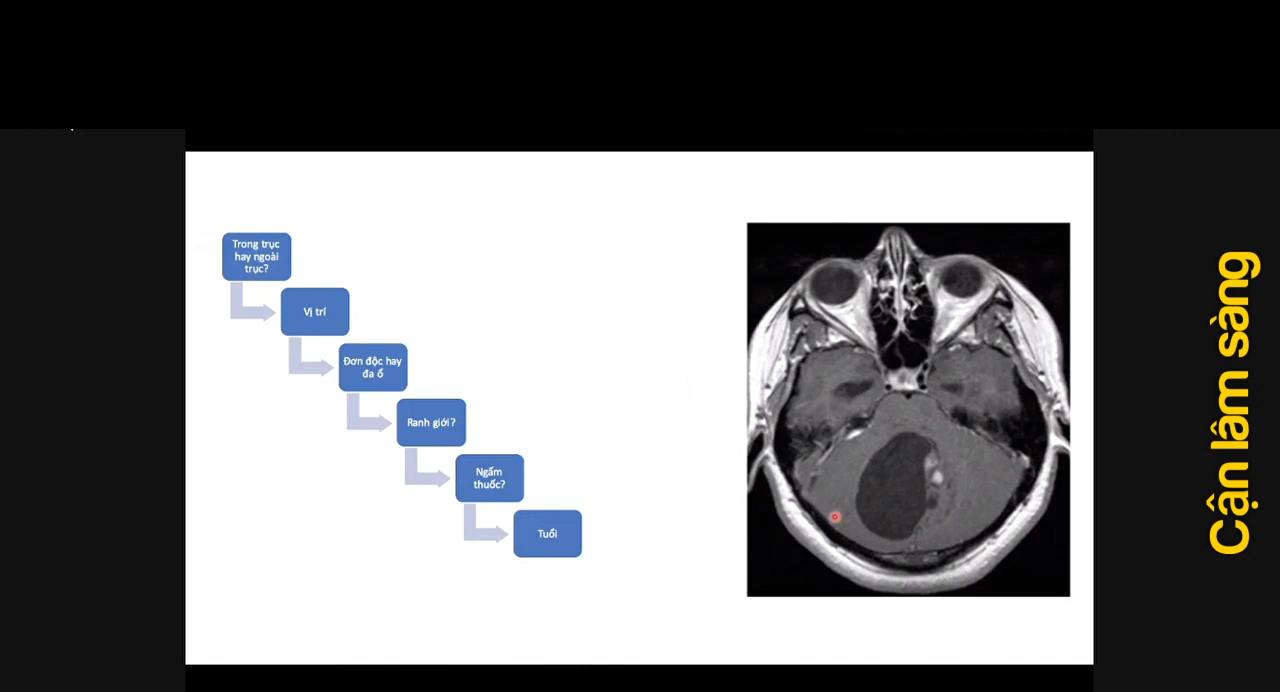 Trong trục
hay ngoài
trục?
Vị trí
Đơn độc hay
đa ổ
Ranh giới?
Ngấm
thuốc?
Tuổi
Cận lâm sàng